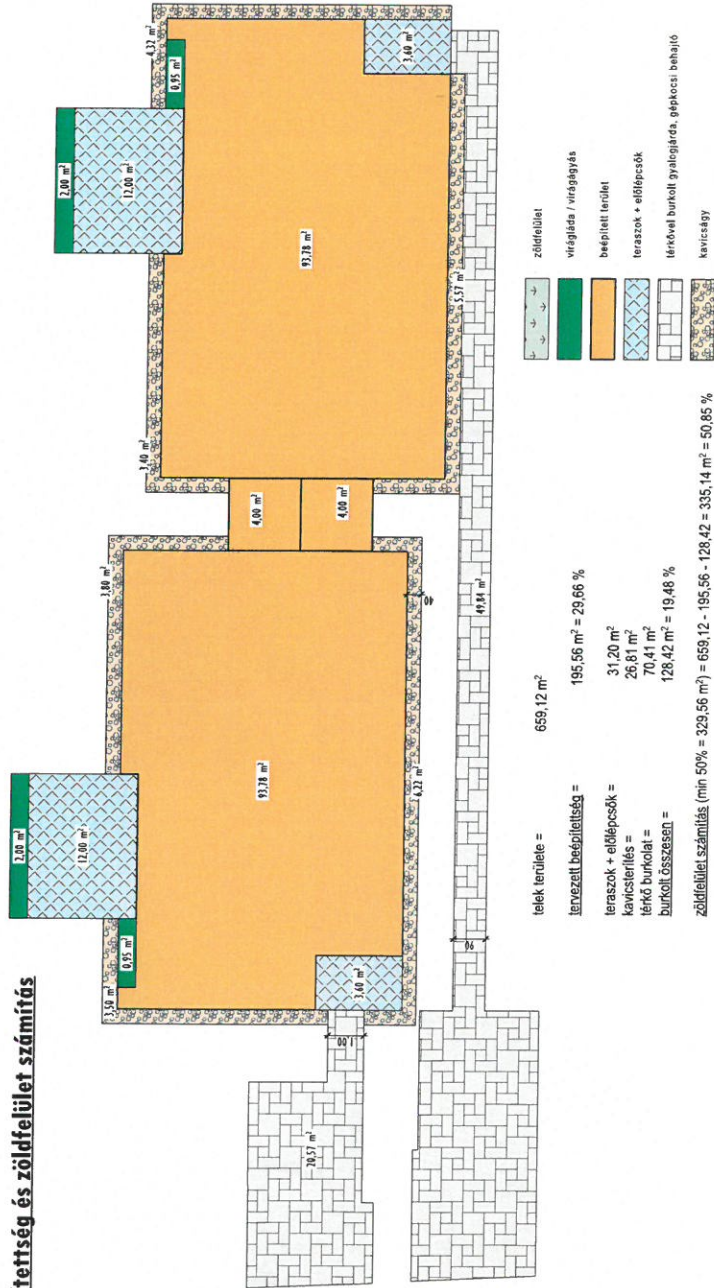 tettség és zöldfelület számítás
2,00 m²
12,00 m²
0,95 m²
3,50 m²
3,80 m²
93,78 m²
3,60 m²
1,00
20,57 m²
6,22 m²
40
90
4,00 m²
4,00 m²
49,84 m²
3,40 m²
2,00 m²
12,00 m²
0,95 m²
4,32 m²
93,78 m²
3,60 m²
5,57 m²
telek területe = 659,12 m²
tervezett beépítettség = 195,56 m² = 29,66 %
teraszok + előlépcsők = 31,20 m²
kavicsterítés = 26,81 m²
térkő burkolat = 70,41 m²
burkolt összesen = 128,42 m² = 19,48 %
zöldfelület számítás (min 50% = 329,56 m²) = 659,12 - 195,56 - 128,42 = 335,14 m² = 50,85 %
zöldfelület
virágláda / virágágyás
beépített terület
teraszok + előlépcsők
térkővel burkolt gyalogjárda, gépkocsi behajtó
kavicságy